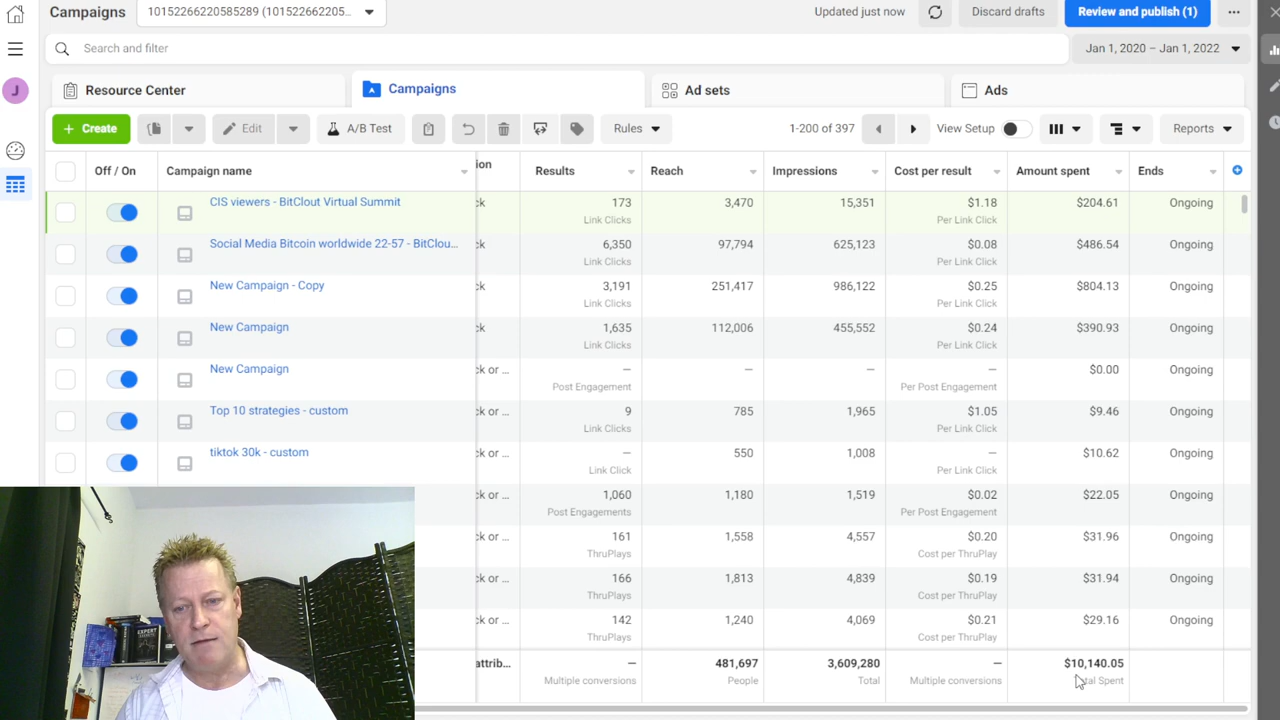 Campaigns
10152266220585289 (101522662205...
Updated just now
Discard drafts
Review and publish (1)
Search and filter
Jan 1, 2020 – Jan 1, 2022
J
Resource Center
Campaigns
Ad sets
Ads
+ Create
Edit
A/B Test
Rules
1-200 of 397
View Setup
Reports
Off / On
Campaign name
ion
Results
Reach
Impressions
Cost per result
Amount spent
Ends
CIS viewers - BitClout Virtual Summit
ck
173
3,470
15,351
$1.18
$204.61
Ongoing
Link Clicks
Per Link Click
Social Media Bitcoin worldwide 22-57 - BitClou...
ck
6,350
97,794
625,123
$0.08
$486.54
Ongoing
Link Clicks
Per Link Click
New Campaign - Copy
ck
3,191
251,417
986,122
$0.25
$804.13
Ongoing
Link Clicks
Per Link Click
New Campaign
ck
1,635
112,006
455,552
$0.24
$390.93
Ongoing
Link Clicks
Per Link Click
New Campaign
ck or ...
—
—
—
—
$0.00
Ongoing
Post Engagement
Per Post Engagement
Top 10 strategies - custom
ck or ...
9
785
1,965
$1.05
$9.46
Ongoing
Link Clicks
Per Link Click
tiktok 30k - custom
ck or ...
—
550
1,008
—
$10.62
Ongoing
Link Click
Per Link Click
ck or ...
1,060
1,180
1,519
$0.02
$22.05
Ongoing
Post Engagements
Per Post Engagement
ck or ...
161
1,558
4,557
$0.20
$31.96
Ongoing
ThruPlays
Cost per ThruPlay
ck or ...
166
1,813
4,839
$0.19
$31.94
Ongoing
ThruPlays
Cost per ThruPlay
ck or ...
142
1,240
4,069
$0.21
$29.16
Ongoing
ThruPlays
Cost per ThruPlay
attrib...
—
481,697
3,609,280
—
$10,140.05
Multiple conversions
People
Total
Multiple conversions
Spent
EXPERT